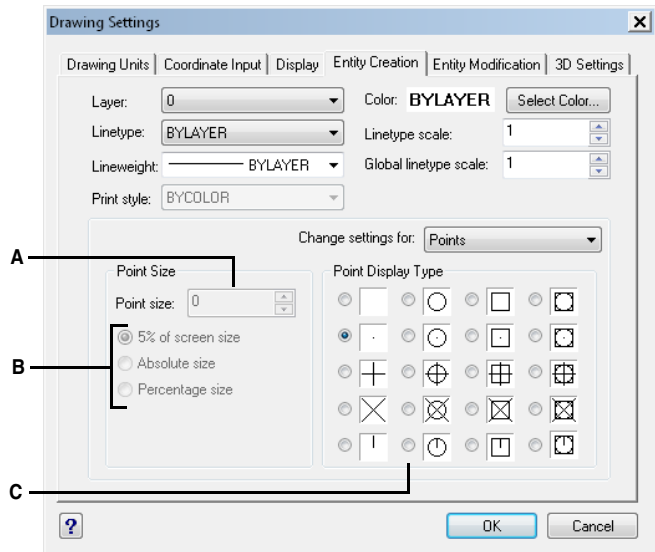 Drawing Settings
Drawing Units Coordinate Input Display Entity Creation Entity Modification 3D Settings
Layer: 0 Color: BYLAYER Select Color...
Linetype: BYLAYER Linetype scale: 1
Lineweight: BYLAYER Global linetype scale: 1
Print style: BYCOLOR
Change settings for: Points
A
Point Size Point Display Type
Point size: 0
5% of screen size
B Absolute size
Percentage size
C
? OK Cancel